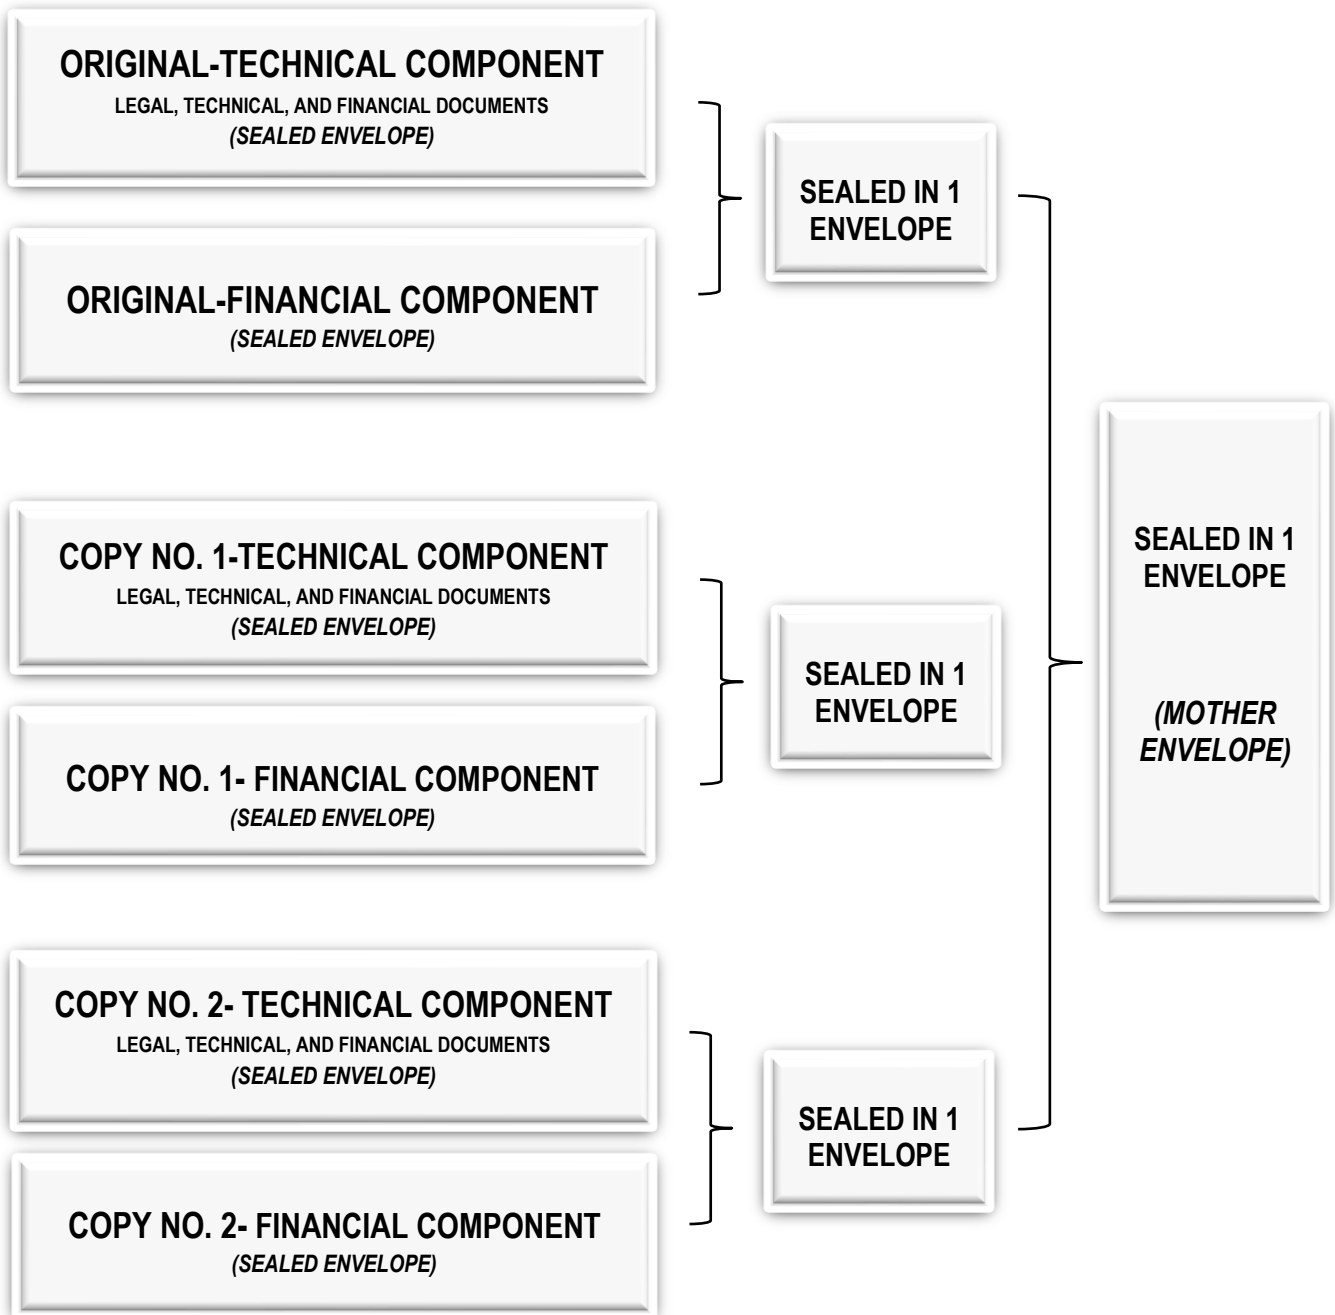 ORIGINAL-TECHNICAL COMPONENT
LEGAL, TECHNICAL, AND FINANCIAL DOCUMENTS
(SEALED ENVELOPE)
ORIGINAL-FINANCIAL COMPONENT
(SEALED ENVELOPE)
SEALED IN 1
ENVELOPE
COPY NO. 1-TECHNICAL COMPONENT
LEGAL, TECHNICAL, AND FINANCIAL DOCUMENTS
(SEALED ENVELOPE)
COPY NO. 1- FINANCIAL COMPONENT
(SEALED ENVELOPE)
SEALED IN 1
ENVELOPE
COPY NO. 2- TECHNICAL COMPONENT
LEGAL, TECHNICAL, AND FINANCIAL DOCUMENTS
(SEALED ENVELOPE)
COPY NO. 2- FINANCIAL COMPONENT
(SEALED ENVELOPE)
SEALED IN 1
ENVELOPE
SEALED IN 1
ENVELOPE
(MOTHER
ENVELOPE)